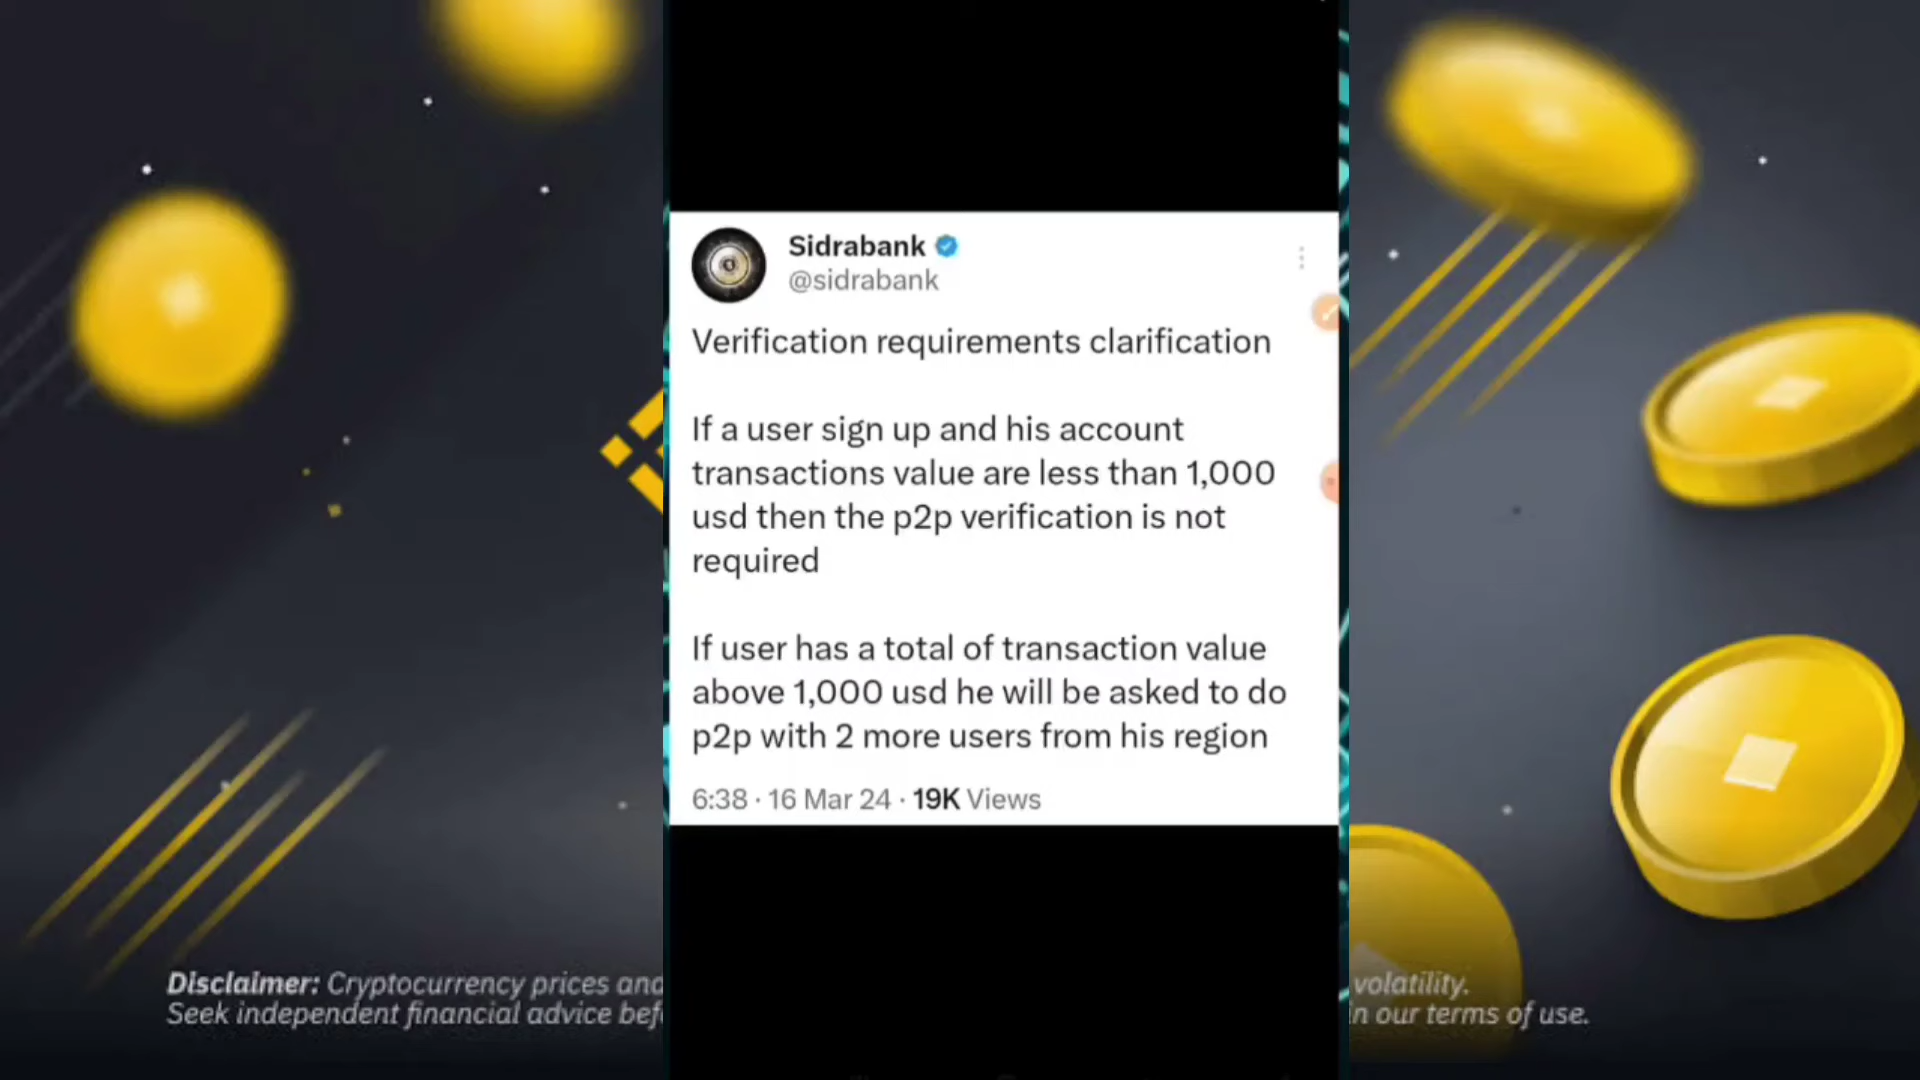 Sidrabank
@sidrabank
Verification requirements clarification
If a user sign up and his account
transactions value are less than 1,000
usd then the p2p verification is not
required
If user has a total of transaction value
above 1,000 usd he will be asked to do
p2p with 2 more users from his region
6:38 · 16 Mar 24 · 19K Views
Disclaimer: Cryptocurrency prices and
volatility.
Seek independent financial advice
in our terms of use.